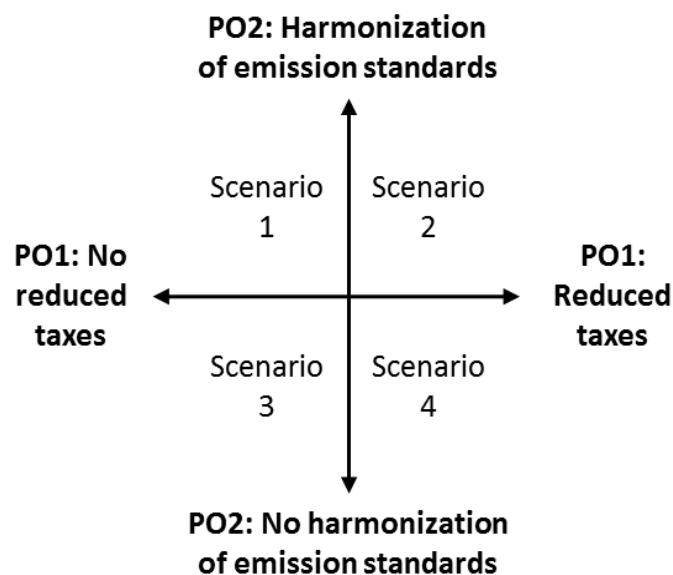 PO2: Harmonization
of emission standards
Scenario
1
Scenario
2
PO1: No
reduced
taxes
PO1:
Reduced
taxes
Scenario
3
Scenario
4
PO2: No harmonization
of emission standards